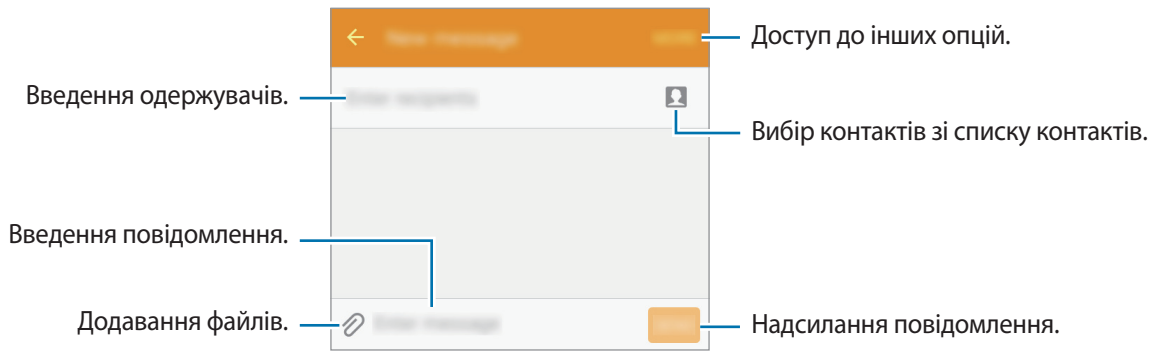 Доступ до інших опцій.
Введення одержувачів.
Вибір контактів зі списку контактів.
Введення повідомлення.
Додавання файлів.
Надсилання повідомлення.